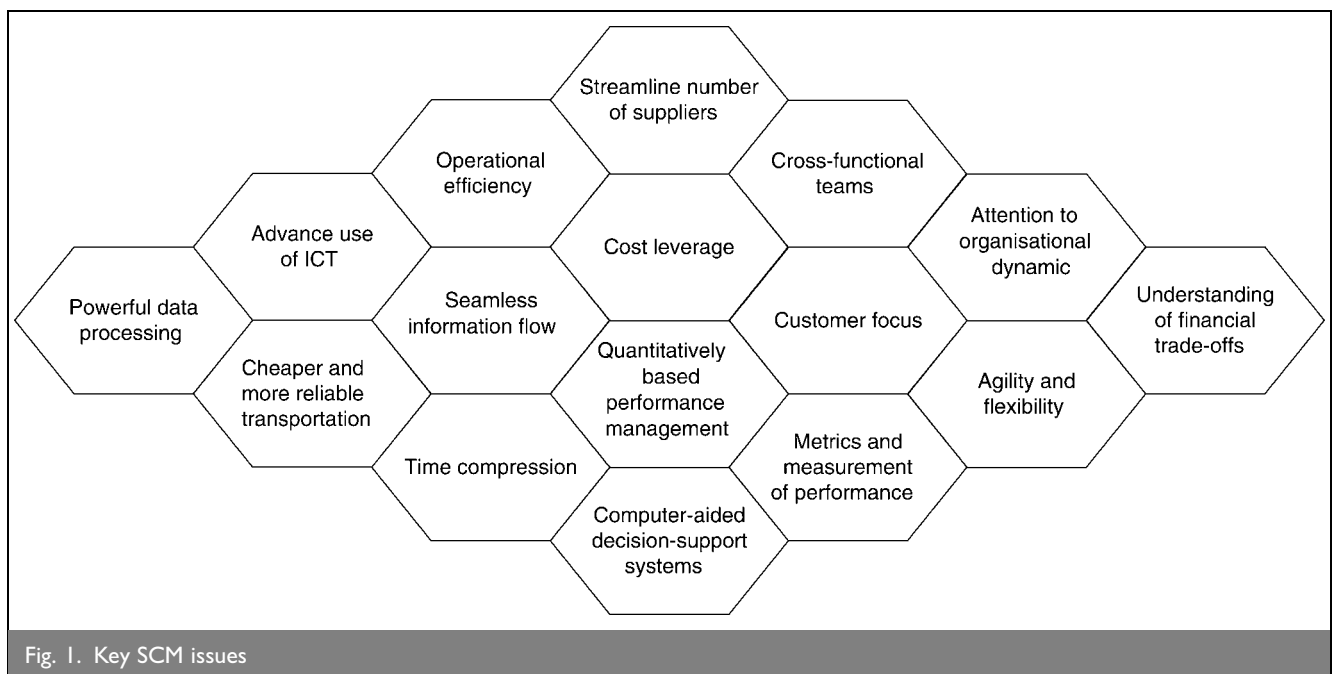 Streamline number
of suppliers
Operational
efficiency
Cross-functional
teams
Advance use
of ICT
Cost leverage
Attention to
organisational
dynamic
Powerful data
processing
Seamless
information flow
Customer focus
Understanding
of financial
trade-offs
Cheaper and
more reliable
transportation
Quantitatively
based
performance
management
Agility and
flexibility
Time compression
Metrics and
measurement
of performance
Computer-aided
decision-support
systems
Fig. 1. Key SCM issues